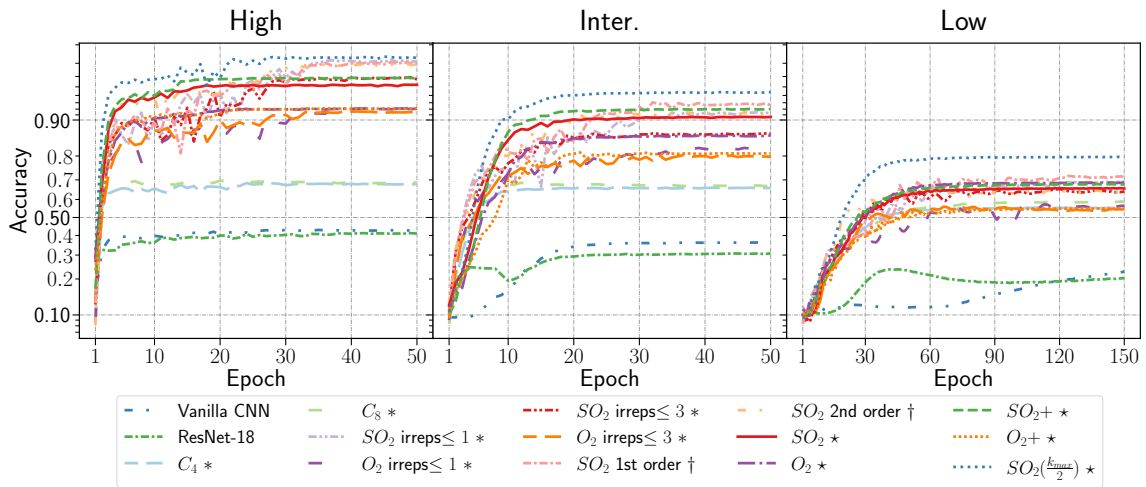 High Inter. Low
Accuracy
0.90
0.8
0.7
0.6
0.50
0.4
0.3
0.2
0.10
1 10 20 30 40 50 1 10 20 30 40 50 1 30 60 90 120 150
Epoch Epoch Epoch
Vanilla CNN C₈ * SO₂ irreps≤ 3 * SO₂ 2nd order † SO₂+ ⋆
ResNet-18 SO₂ irreps≤ 1 * O₂ irreps≤ 3 * SO₂ ⋆ O₂+ ⋆
C₄ * O₂ irreps≤ 1 * SO₂ 1st order † O₂ ⋆ SO₂(k_max/2) ⋆